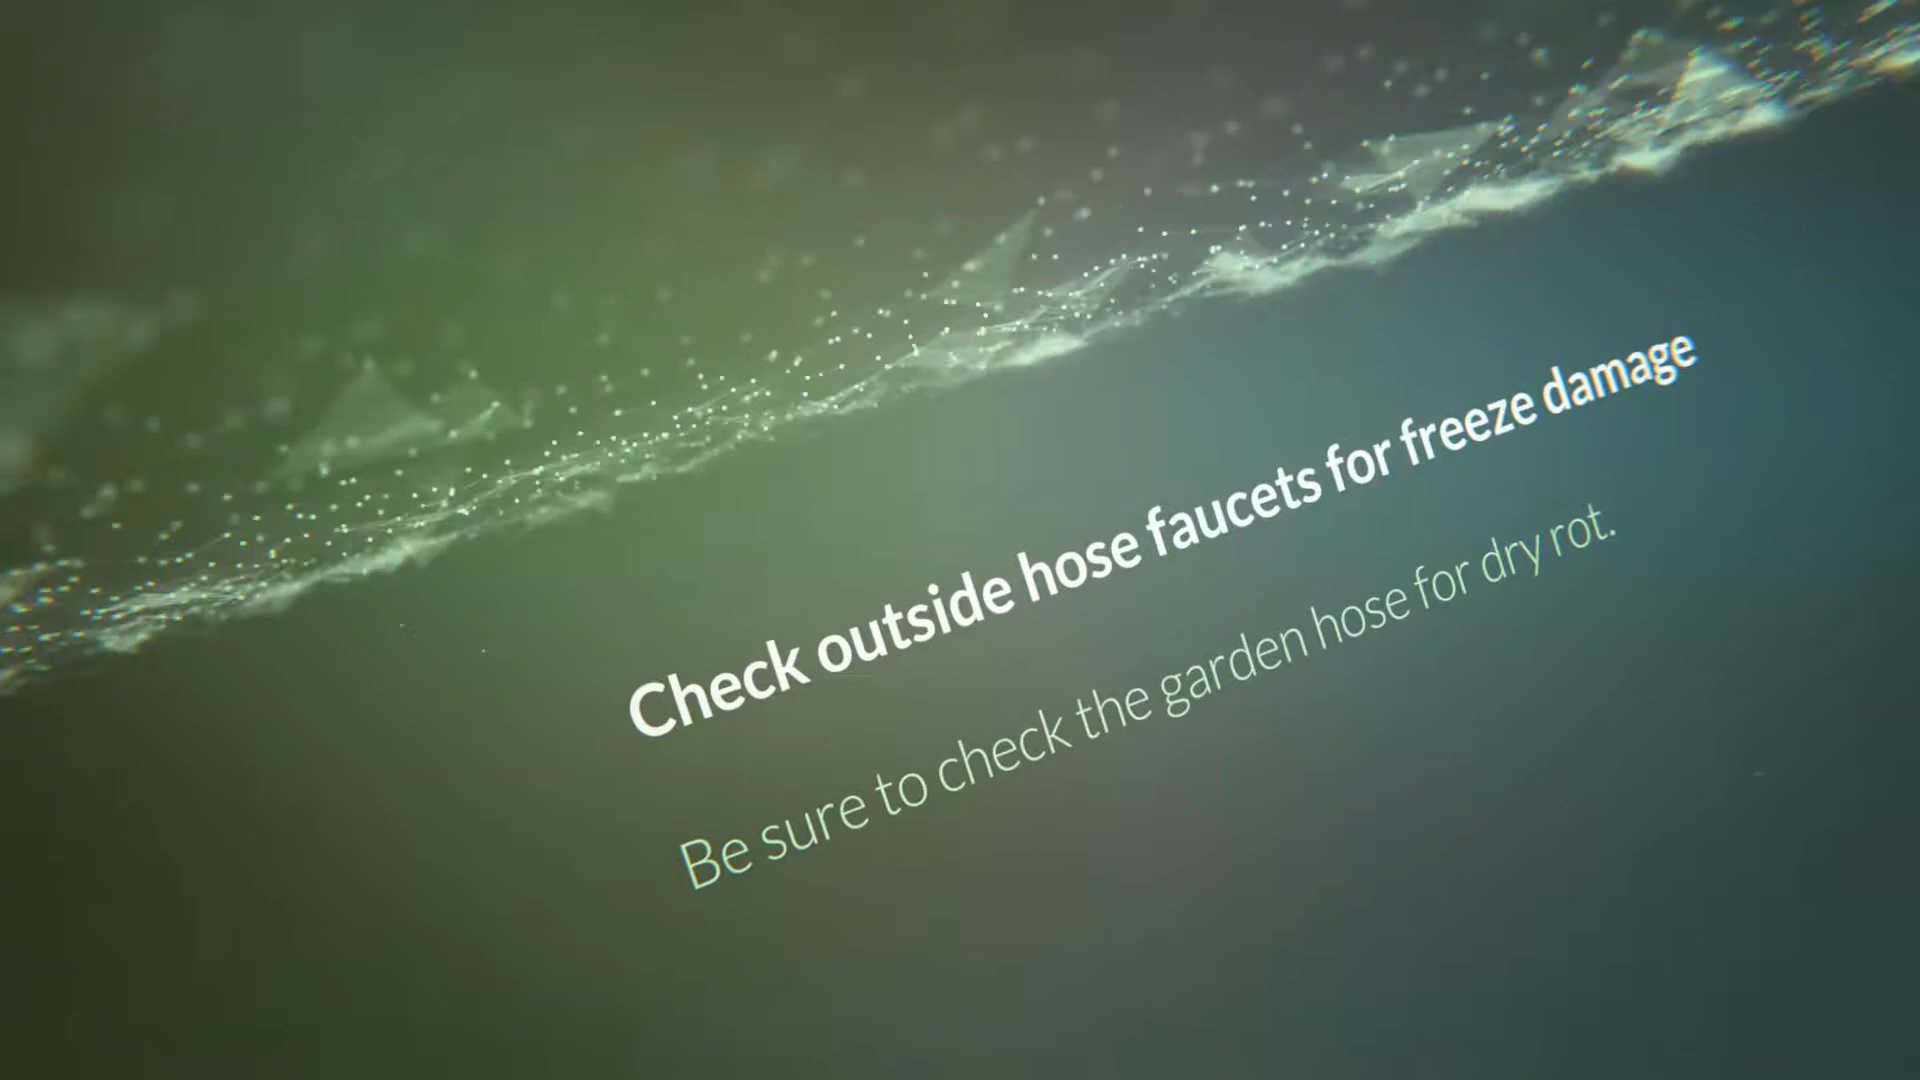 Check outside hose faucets for freeze damage
Be sure to check the garden hose for dry rot.